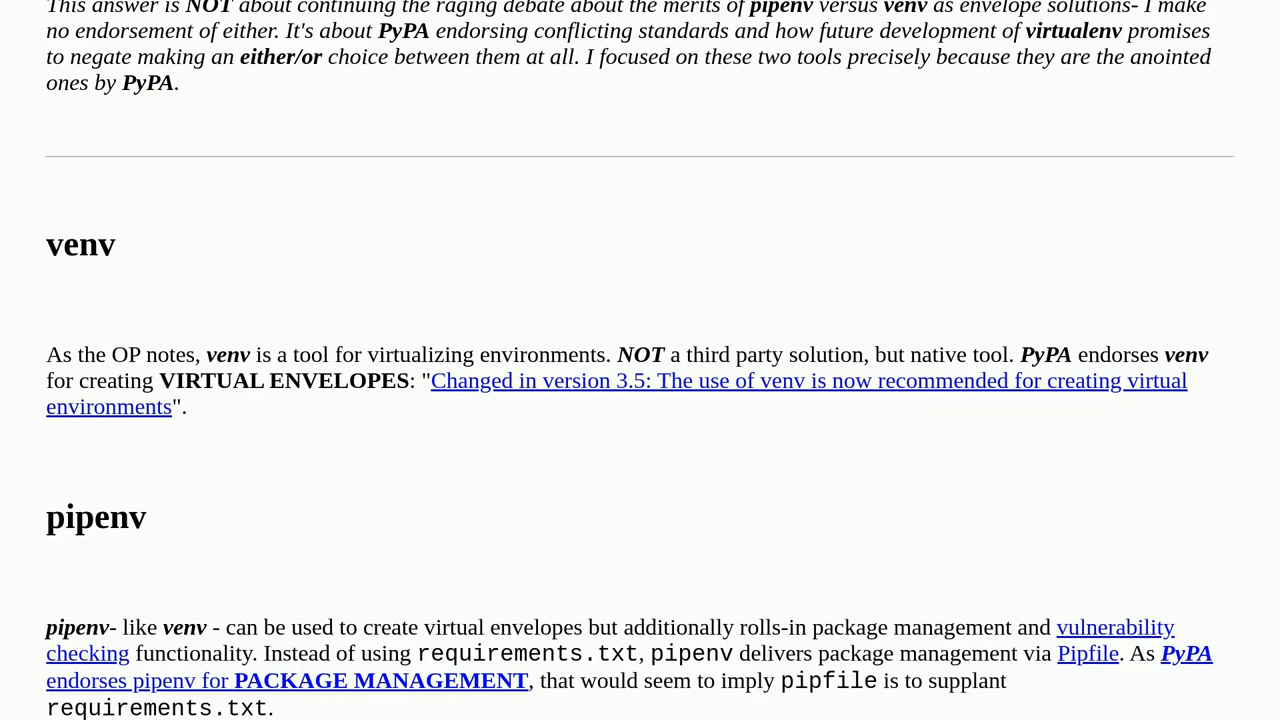 This answer is NOT about continuing the raging debate about the merits of pipenv versus venv as envelope solutions- I make
no endorsement of either. It's about PyPA endorsing conflicting standards and how future development of virtualenv promises
to negate making an either/or choice between them at all. I focused on these two tools precisely because they are the anointed
ones by PyPA.
venv
As the OP notes, venv is a tool for virtualizing environments. NOT a third party solution, but native tool. PyPA endorses venv
for creating VIRTUAL ENVELOPES: "Changed in version 3.5: The use of venv is now recommended for creating virtual
environments".
pipenv
pipenv- like venv - can be used to create virtual envelopes but additionally rolls-in package management and vulnerability
checking functionality. Instead of using requirements.txt, pipenv delivers package management via Pipfile. As PyPA
endorses pipenv for PACKAGE MANAGEMENT, that would seem to imply pipfile is to supplant
requirements.txt.